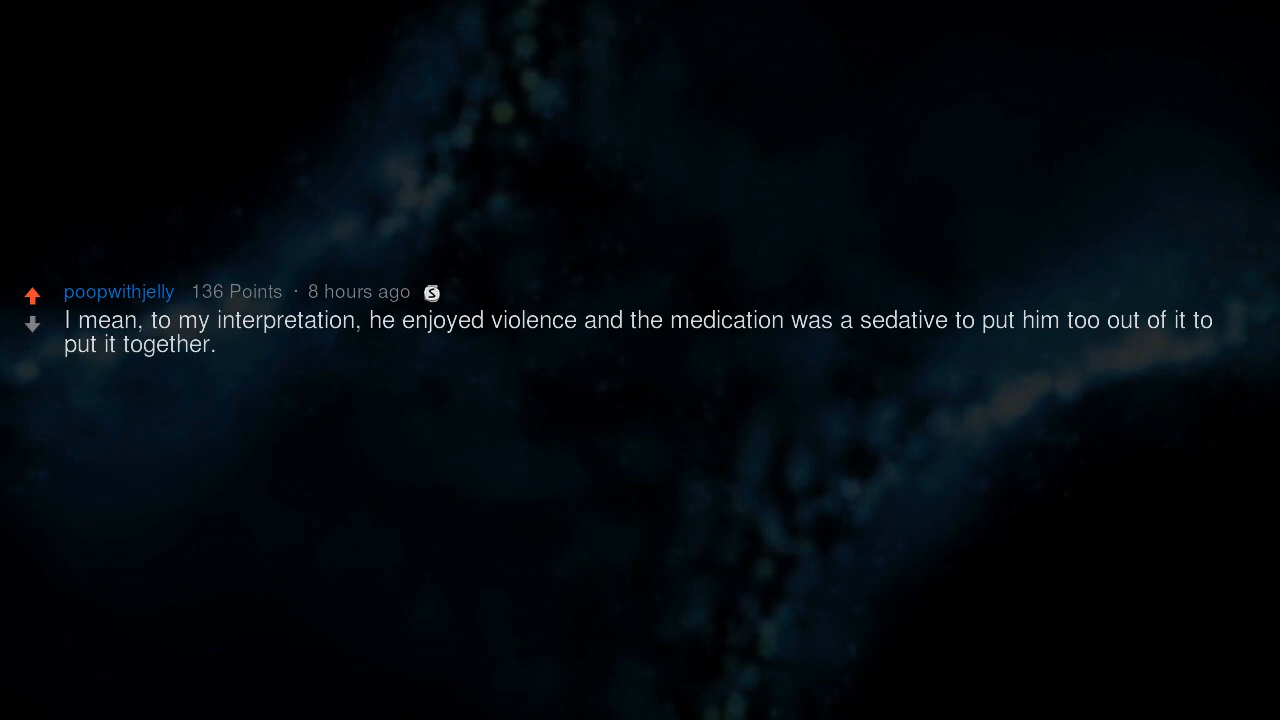 poopwithjelly 136 Points · 8 hours ago S
I mean, to my interpretation, he enjoyed violence and the medication was a sedative to put him too out of it to
put it together.